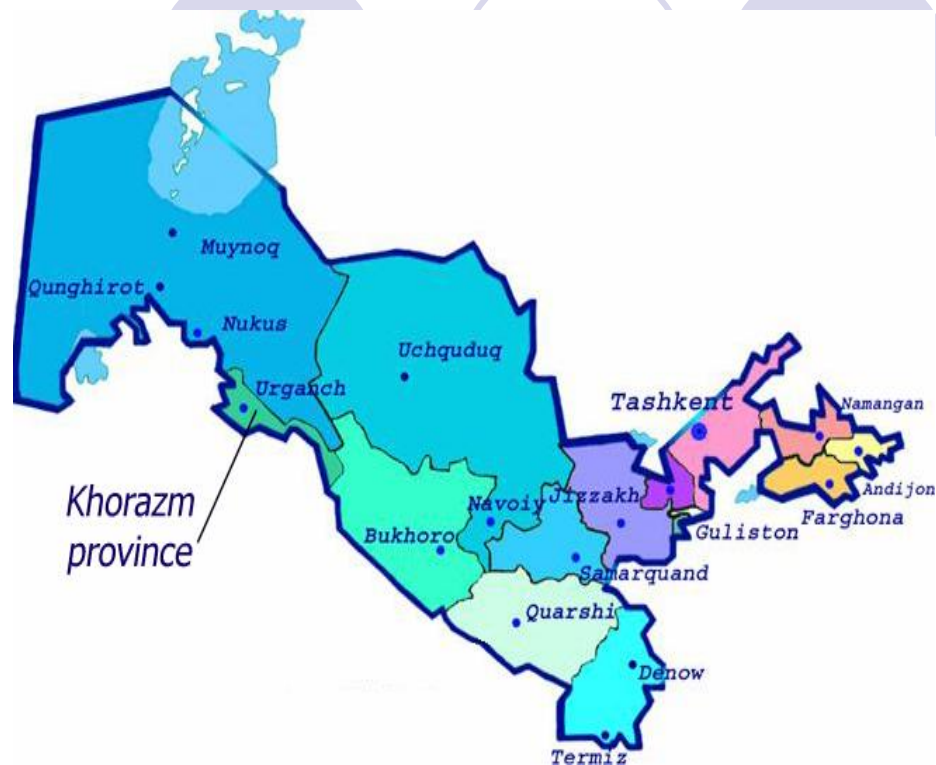 Muynoq
Qunghirot
Nukus
Uchquduq
Urganch
Tashkent
Namangan
Khorazm
province
Navoiy
Jizzakh
Andijon
Farghona
Guliston
Bukhoro
Samarquand
Quarshi
Denow
Termiz